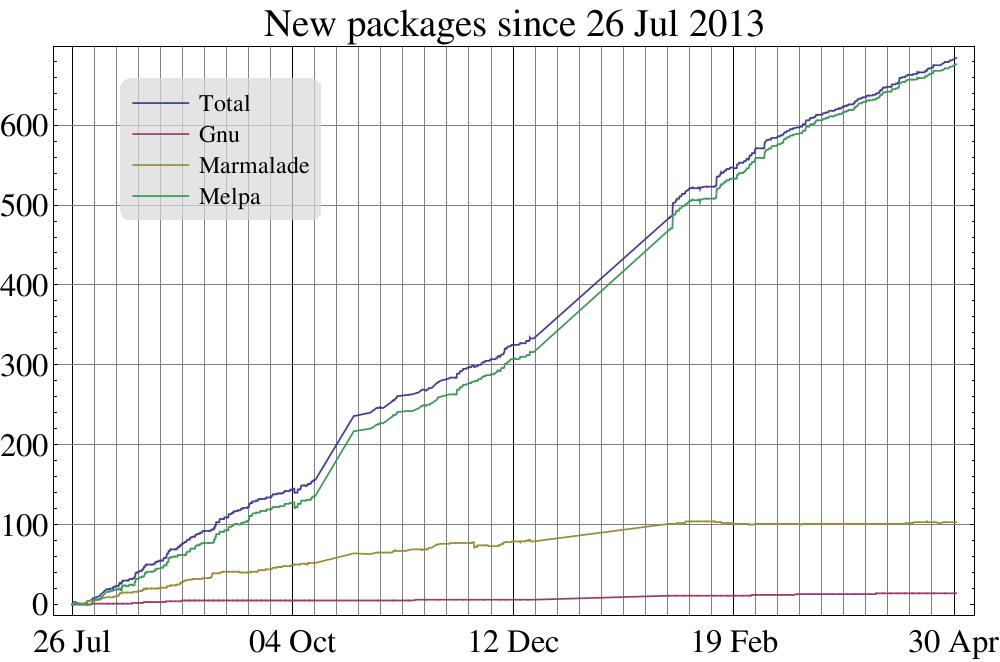 New packages since 26 Jul 2013
Total
Gnu
Marmalade
Melpa
600
500
400
300
200
100
0
26 Jul
04 Oct
12 Dec
19 Feb
30 Apr